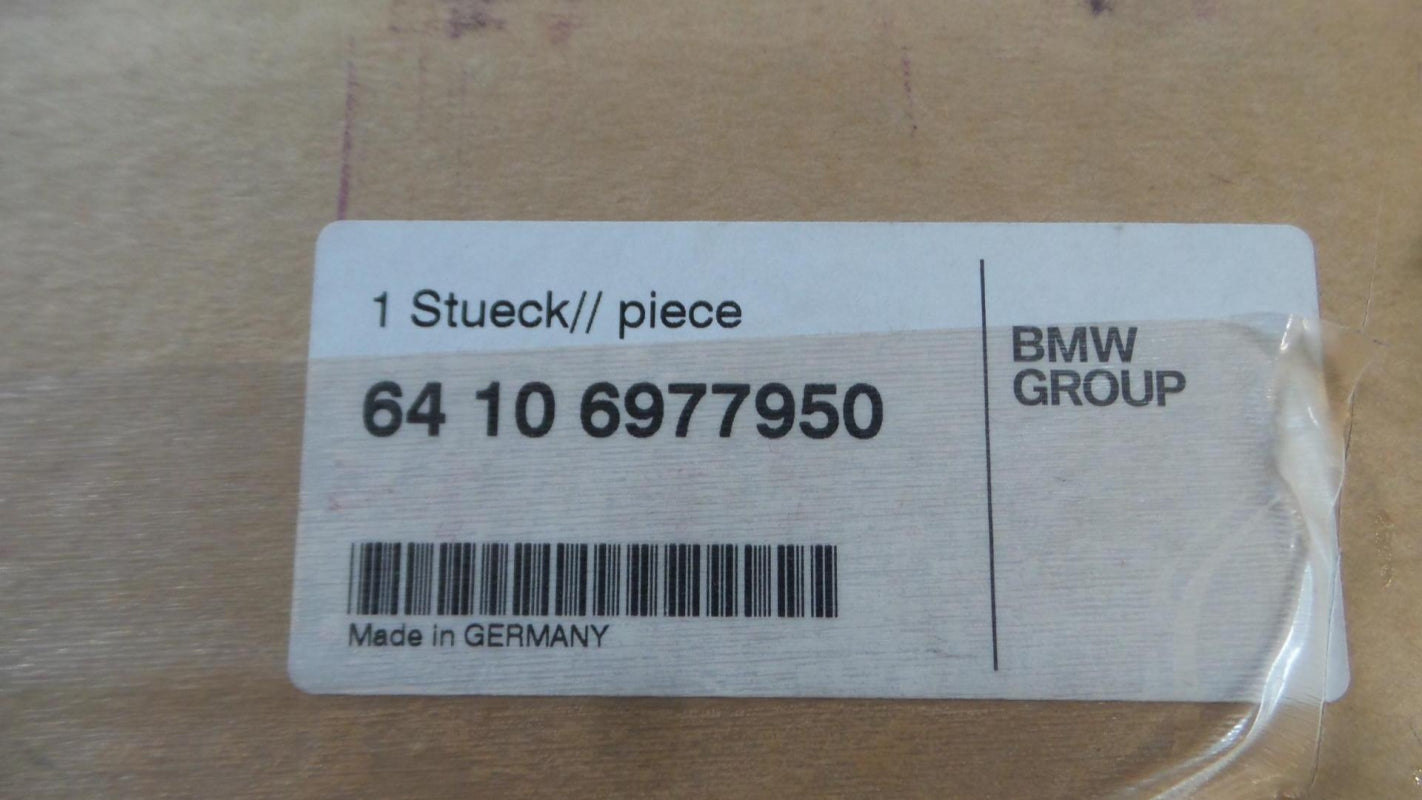 1 Stueck// piece
64 10 6977950
Made in GERMANY
BMW
GROUP